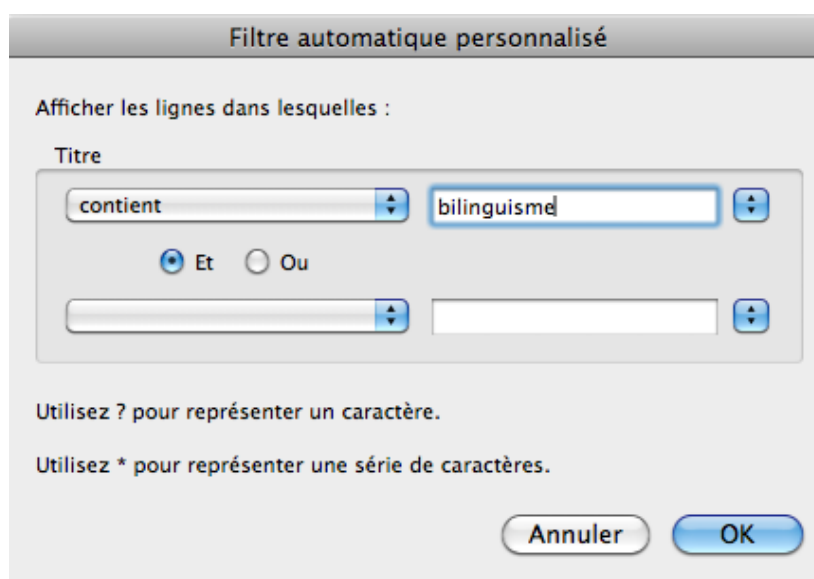 Filtre automatique personnalisé
Afficher les lignes dans lesquelles :
Titre
contient bilinguisme
Et Ou
Utilisez ? pour représenter un caractère.
Utilisez * pour représenter une série de caractères.
Annuler OK